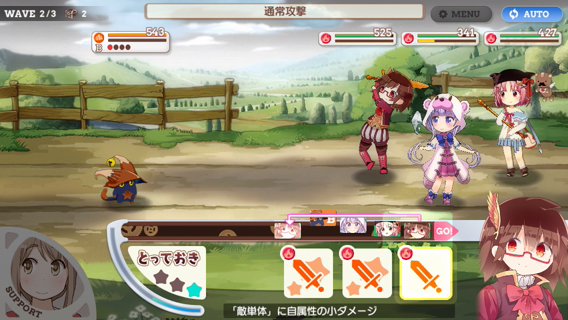 WAVE 2/3 2
通常攻撃
MENU
AUTO
543
525
341
427
GO!
とっておき
SUPPORT
「敵単体」に自属性の小ダメージ